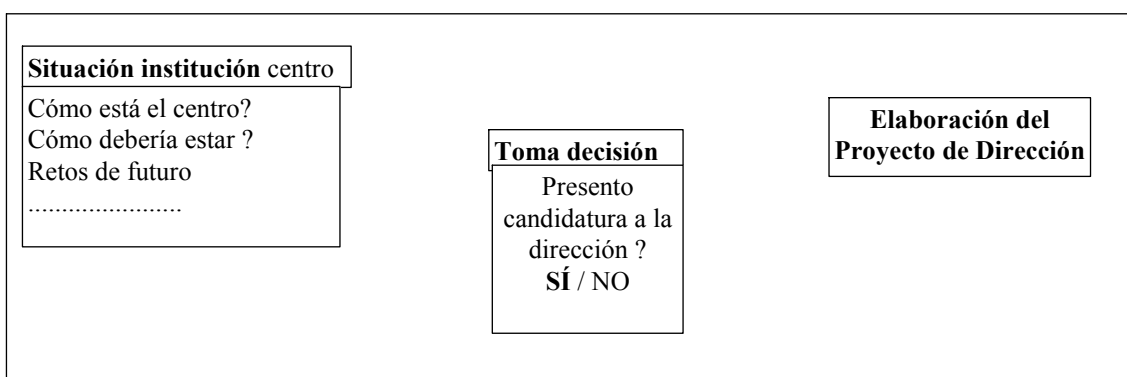 Situación institución centro
Cómo está el centro?
Cómo debería estar ?
Retos de futuro
.......................
Toma decisión
Presento
candidatura a la
dirección ?
SÍ / NO
Elaboración del
Proyecto de Dirección